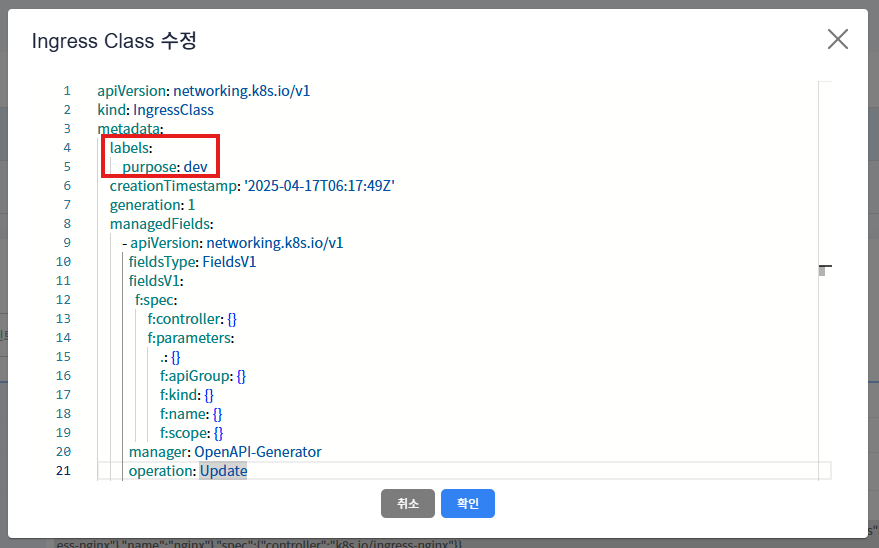 Ingress Class 수정
1 apiVersion: networking.k8s.io/v1
2 kind: IngressClass
3 metadata:
4 labels:
5 purpose: dev
6 creationTimestamp: '2025-04-17T06:17:49Z'
7 generation: 1
8 managedFields:
9 - apiVersion: networking.k8s.io/v1
10 fieldsType: FieldsV1
11 fieldsV1:
12 f:spec:
13 f:controller: {}
14 f:parameters:
15 .: {}
16 f:apiGroup: {}
17 f:kind: {}
18 f:name: {}
19 f:scope: {}
20 manager: OpenAPI-Generator
21 operation: Update
취소 확인
ess-nginx"},"name":"nginx"},"spec":{"controller":"k8s.io/ingress-nginx"}}